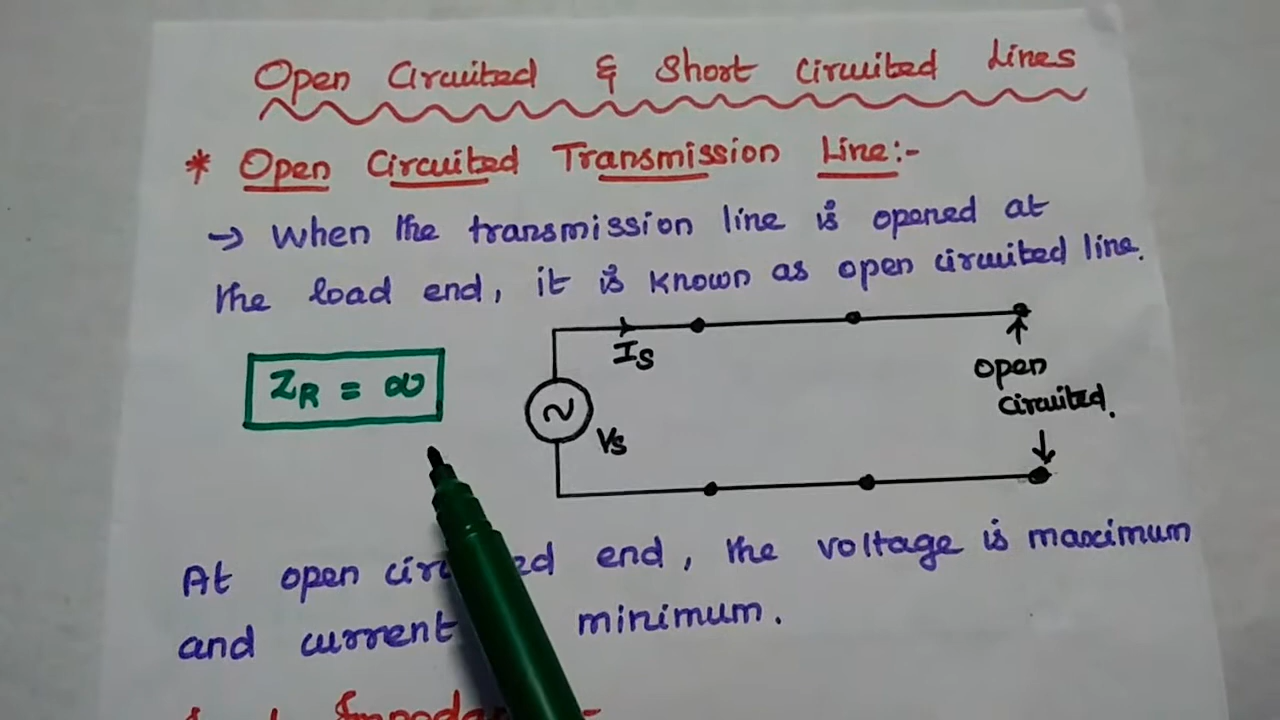 Open Circuited & Short Circuited Lines
* Open Circuited Transmission Line:-
→ When the transmission line is opened at
the load end, it is known as open circuited line.
Z_R = ∞
I_S
V_S
open
circuited.
At open end, the voltage is maximum
and current minimum.